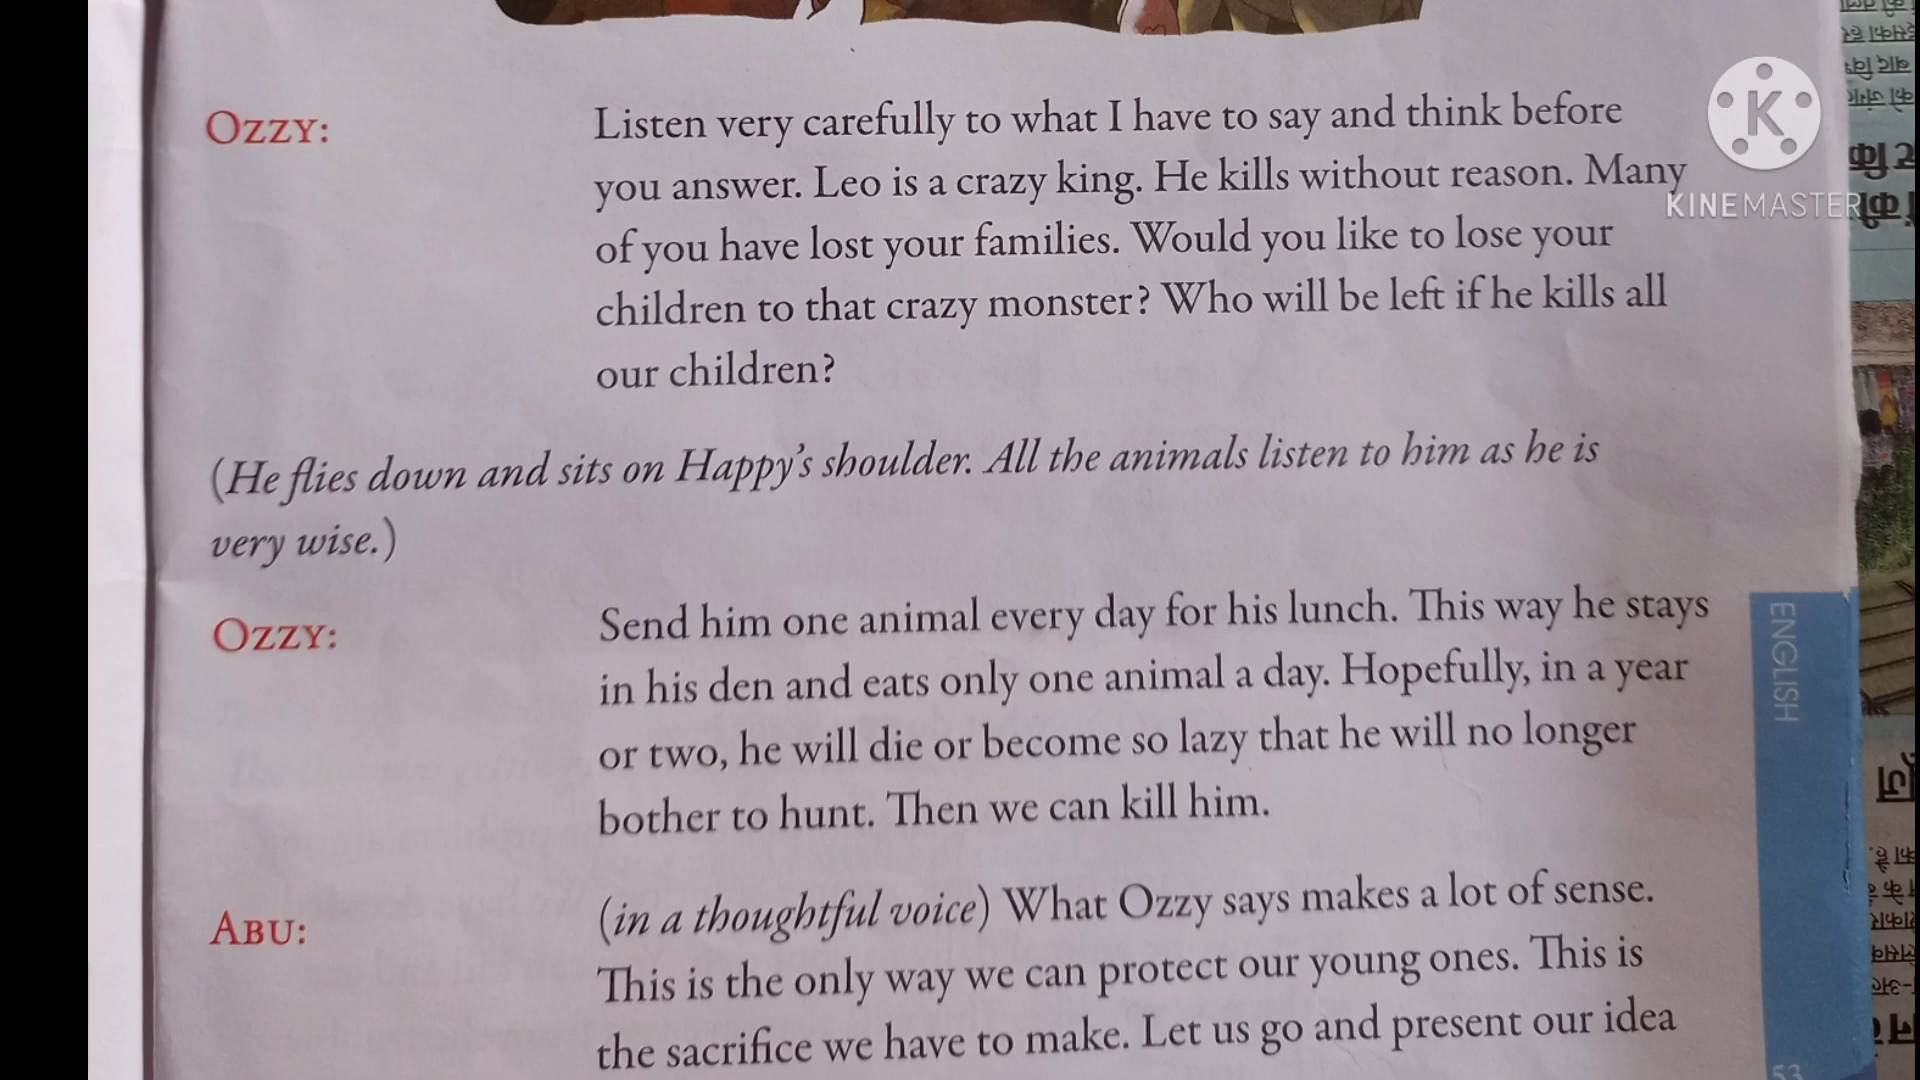 OZZY:
Listen very carefully to what I have to say and think before
you answer. Leo is a crazy king. He kills without reason. Many
of you have lost your families. Would you like to lose your
children to that crazy monster? Who will be left if he kills all
our children?
(He flies down and sits on Happy's shoulder. All the animals listen to him as he is
very wise.)
OZZY:
Send him one animal every day for his lunch. This way he stays
in his den and eats only one animal a day. Hopefully, in a year
or two, he will die or become so lazy that he will no longer
bother to hunt. Then we can kill him.
ABU:
(in a thoughtful voice) What Ozzy says makes a lot of sense.
This is the only way we can protect our young ones. This is
the sacrifice we have to make. Let us go and present our idea
ENGLISH
53
K
KINEMASTER